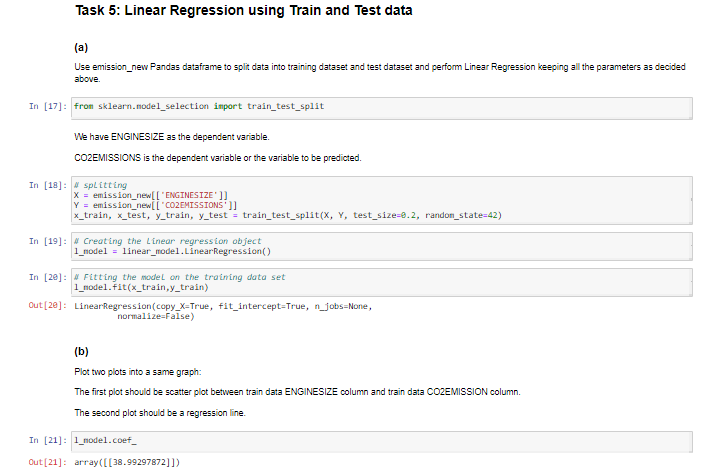 Task 5: Linear Regression using Train and Test data
(a)
Use emission_new Pandas dataframe to split data into training dataset and test dataset and perform Linear Regression keeping all the parameters as decided
above.
In [17]: from sklearn.model_selection import train_test_split
We have ENGINESIZE as the dependent variable.
CO2EMISSIONS is the dependent variable or the variable to be predicted.
In [18]: # splitting
X = emission_new[['ENGINESIZE']]
Y = emission_new[['CO2EMISSIONS']]
x_train, x_test, y_train, y_test = train_test_split(X, Y, test_size=0.2, random_state=42)
In [19]: # Creating the Linear regression object
l_model = linear_model.LinearRegression()
In [20]: # Fitting the model on the training data set
l_model.fit(x_train,y_train)
Out[20]: LinearRegression(copy_X=True, fit_intercept=True, n_jobs=None,
normalize=False)
(b)
Plot two plots into a same graph:
The first plot should be scatter plot between train data ENGINESIZE column and train data CO2EMISSION column.
The second plot should be a regression line.
In [21]: l_model.coef_
Out[21]: array([[38.99297872]])